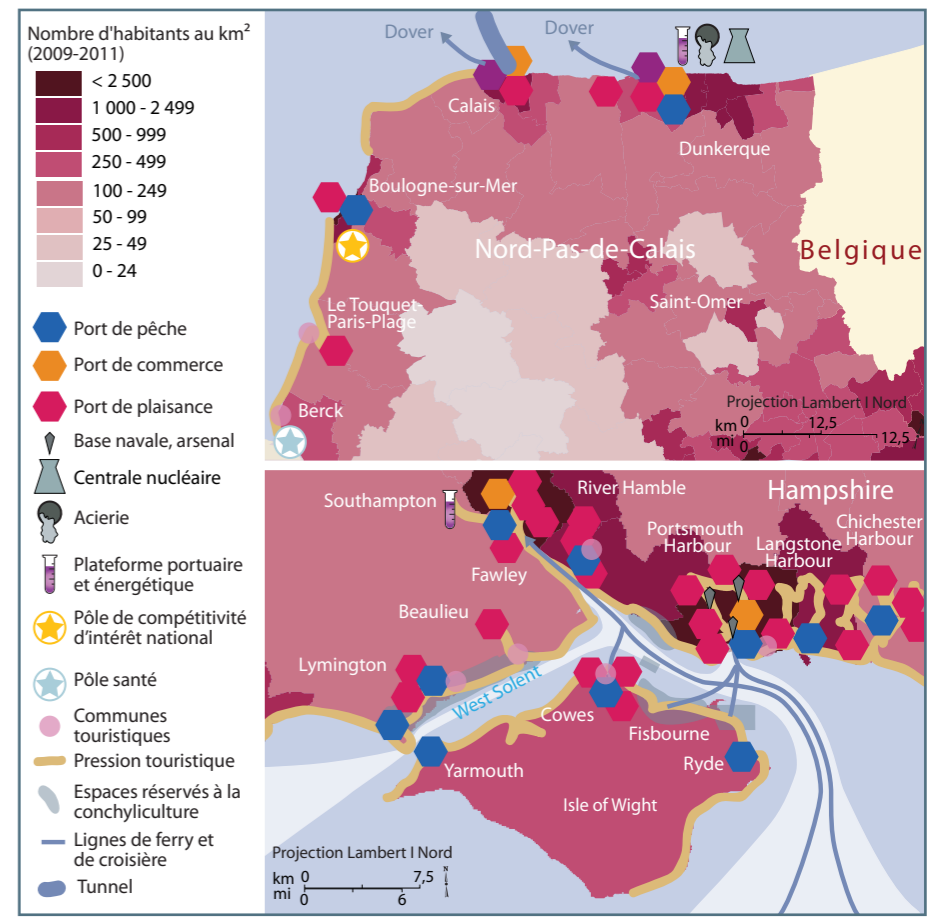 Nombre d'habitants au km²
(2009-2011)
< 2 500
1 000 - 2 499
500 - 999
250 - 499
100 - 249
50 - 99
25 - 49
0 - 24
Port de pêche
Port de commerce
Port de plaisance
Base navale, arsenal
Centrale nucléaire
Acierie
Plateforme portuaire
et énergétique
Pôle de compétitivité
d'intérêt national
Pôle santé
Communes
touristiques
Pression touristique
Espaces réservés à la
conchyliculture
Lignes de ferry et
de croisière
Tunnel
Dover
Dover
Calais
Dunkerque
Boulogne-sur-Mer
Nord-Pas-de-Calais
Belgique
Saint-Omer
Le Touquet-
Paris-Plage
Berck
Projection Lambert I Nord
km 0 12,5
mi 0 12,5
Southampton
River Hamble
Hampshire
Portsmouth
Harbour
Langstone
Harbour
Chichester
Harbour
Fawley
Beaulieu
Lymington
West Solent
Cowes
Fisbourne
Yarmouth
Ryde
Isle of Wight
Projection Lambert I Nord
km 0 7,5
mi 0 6
N